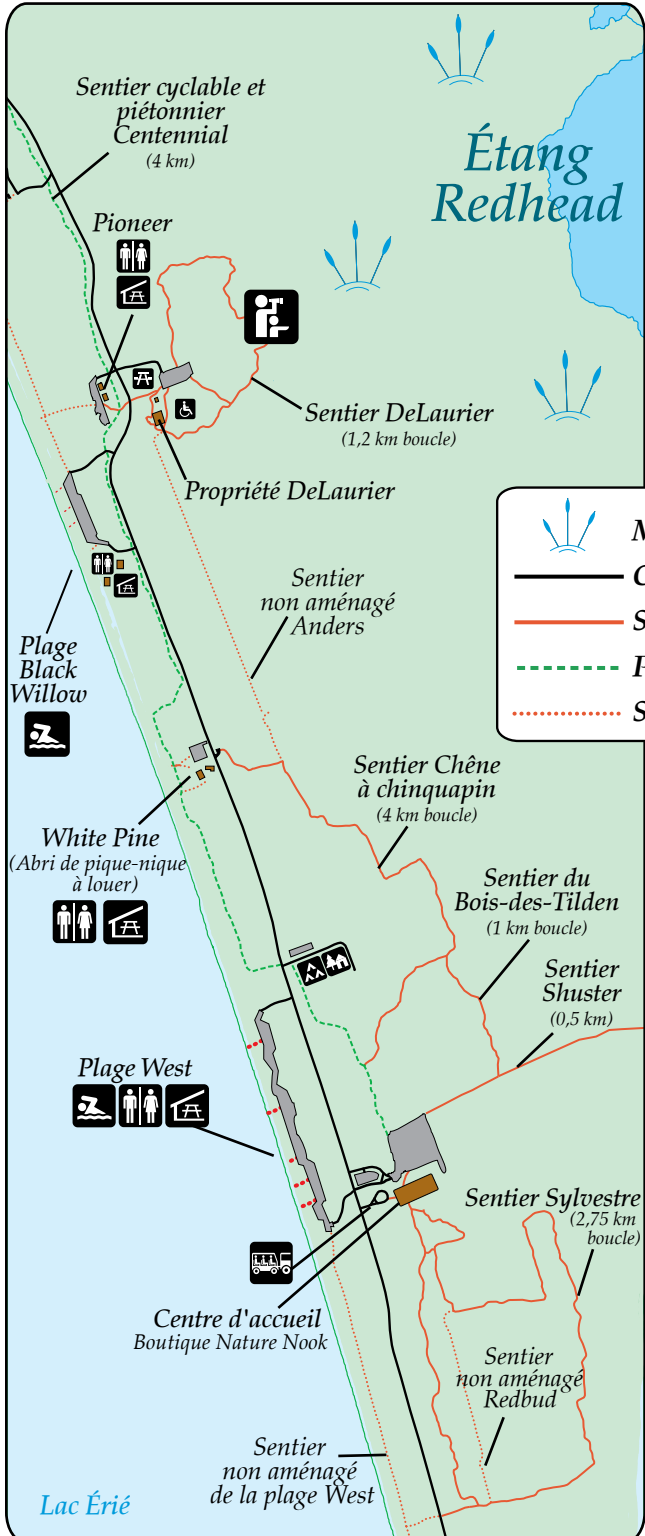 Sentier cyclable et
piétonnier
Centennial
(4 km)
Étang
Redhead
Pioneer
Sentier DeLaurier
(1,2 km boucle)
Propriété DeLaurier
M
C
S
P
S
Sentier
non aménagé
Anders
Plage
Black
Willow
Sentier Chêne
à chinquapin
(4 km boucle)
White Pine
(Abri de pique-nique
à louer)
Sentier du
Bois-des-Tilden
(1 km boucle)
Sentier
Shuster
(0,5 km)
Plage West
Sentier Sylvestre
(2,75 km
boucle)
Centre d'accueil
Boutique Nature Nook
Sentier
non aménagé
Redbud
Sentier
non aménagé
de la plage West
Lac Érié